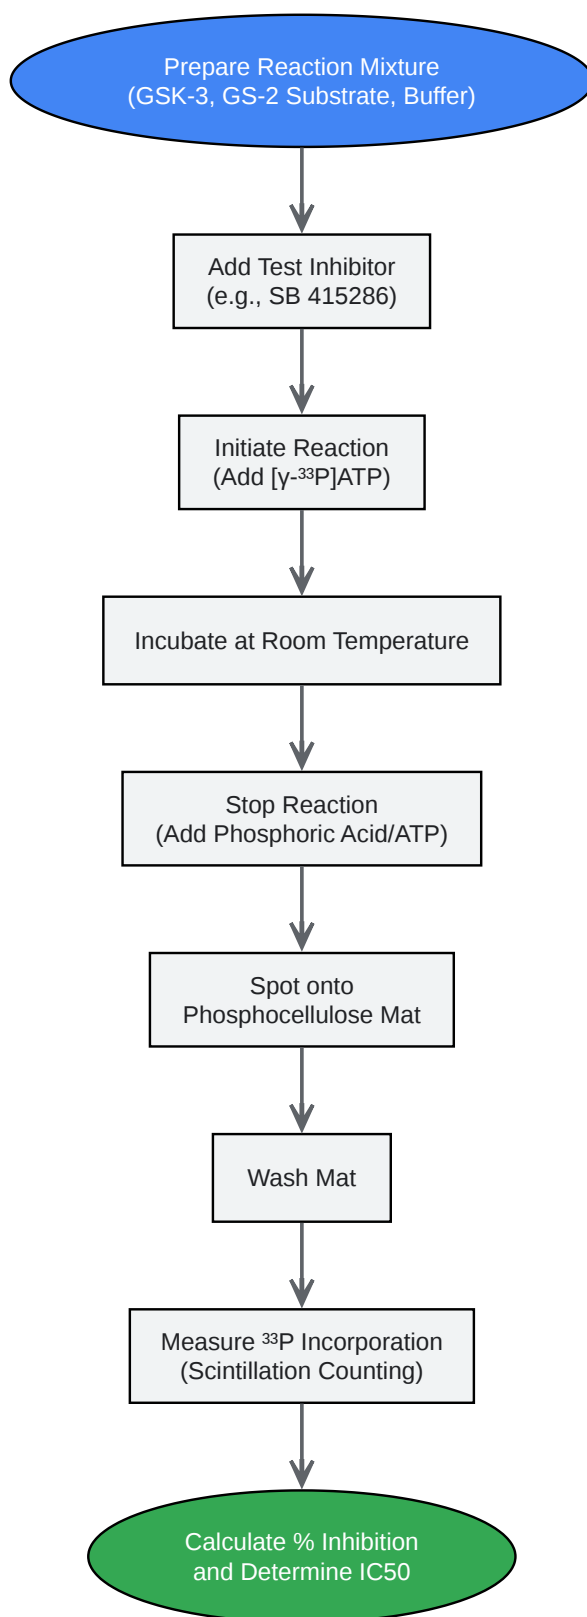 Prepare Reaction Mixture
(GSK-3, GS-2 Substrate, Buffer)
Add Test Inhibitor
(e.g., SB 415286)
Initiate Reaction
(Add [γ-³³P]ATP)
Incubate at Room Temperature
Stop Reaction
(Add Phosphoric Acid/ATP)
Spot onto
Phosphocellulose Mat
Wash Mat
Measure ³³P Incorporation
(Scintillation Counting)
Calculate % Inhibition
and Determine IC50